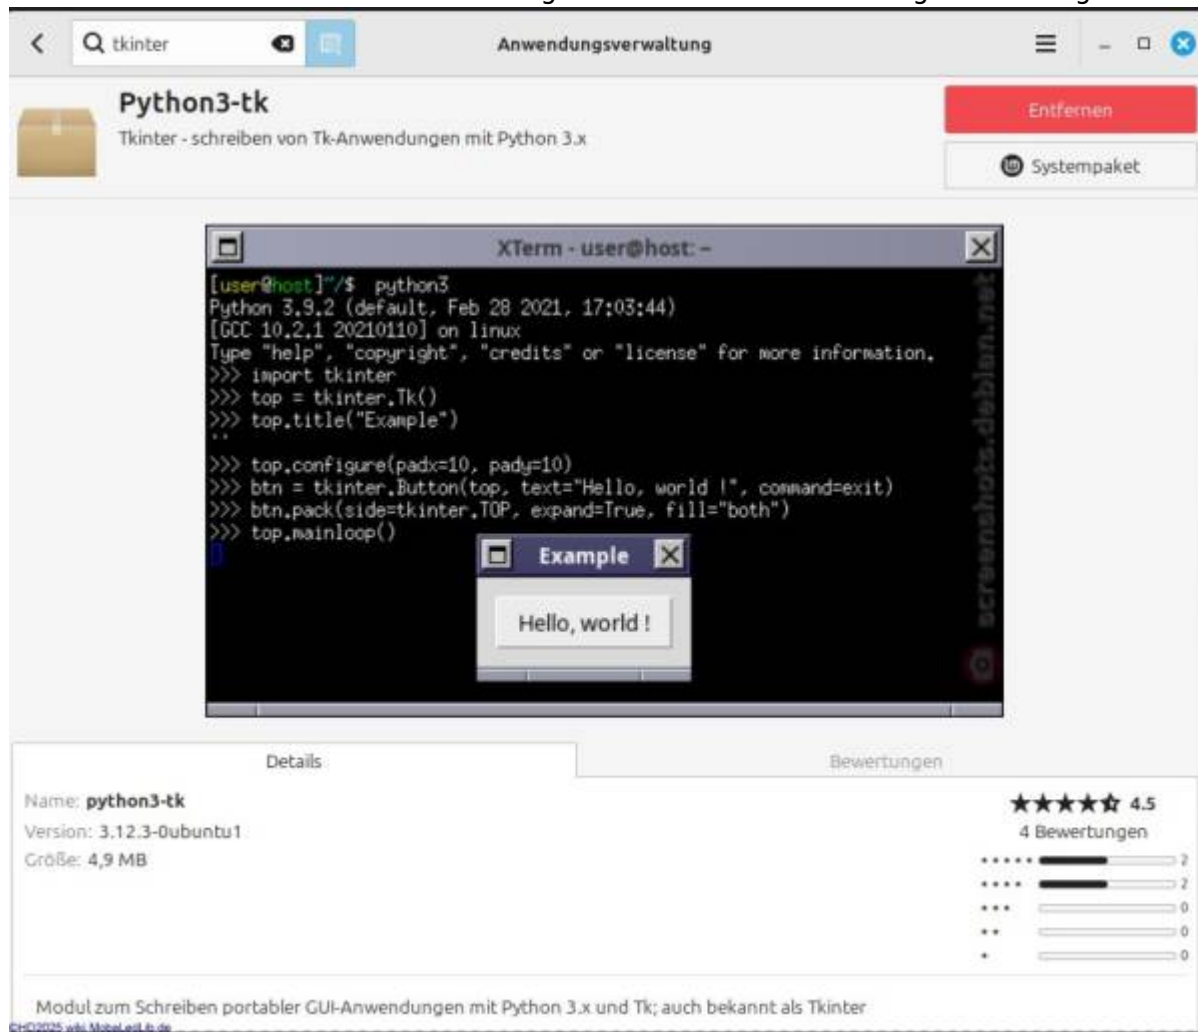 tkinter
Anwendungsverwaltung
Python3-tk
Tkinter - schreiben von Tk-Anwendungen mit Python 3.x
Entfernen
Systempaket
XTerm - user@host: ~
[user@host]~/$ python3
Python 3.9.2 (default, Feb 28 2021, 17:03:44)
[GCC 10.2.1 20210110] on linux
Type "help", "copyright", "credits" or "license" for more information.
>>> import tkinter
>>> top = tkinter.Tk()
>>> top.title("Example")
''
>>> top.configure(padx=10, pady=10)
>>> btn = tkinter.Button(top, text="Hello, world !", command=exit)
>>> btn.pack(side=tkinter.TOP, expand=True, fill="both")
>>> top.mainloop()
Example
Hello, world !
screenshots.debian.net
Details
Bewertungen
Name: python3-tk
Version: 3.12.3-0ubuntu1
Größe: 4,9 MB
4.5
4 Bewertungen
2
2
0
0
0
Modul zum Schreiben portabler GUI-Anwendungen mit Python 3.x und Tk; auch bekannt als Tkinter
©HD2025 wiki.MobaLedLib.de